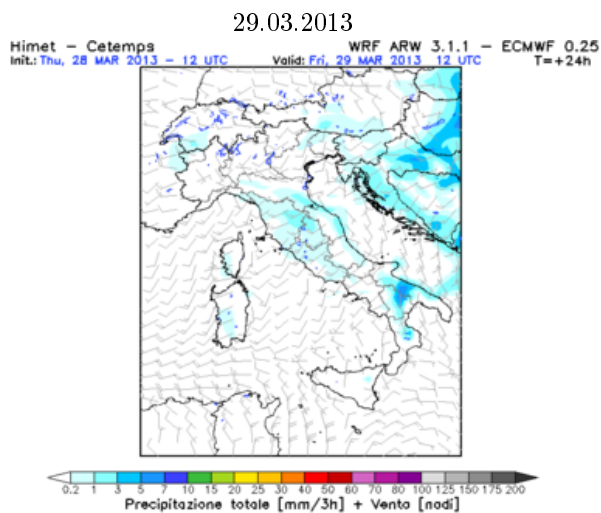 29.03.2013
Himet – Cetemps WRF ARW 3.1.1 – ECMWF 0.25
Init.: Thu, 28 MAR 2013 – 12 UTC Valid: Fri, 29 MAR 2013 12 UTC T=+24h
0.2 1 3 5 7 10 15 20 25 30 40 50 60 70 80 100 125 150 175 200
Precipitazione totale [mm/3h] + Vento [nodi]